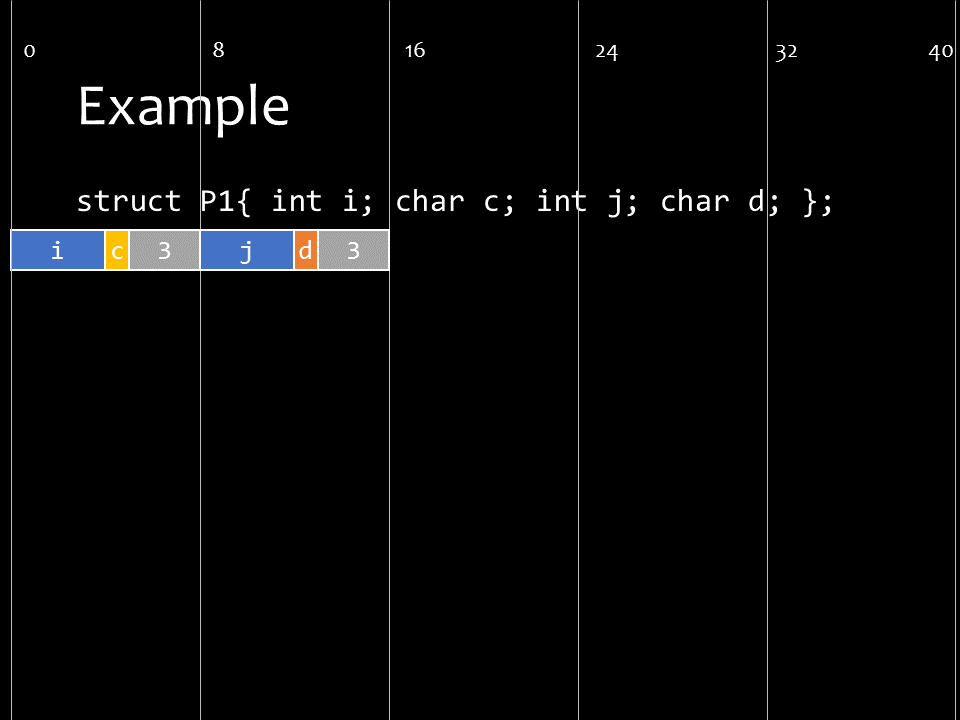 0 8 16 24 32 40
Example
struct P1{ int i; char c; int j; char d; };
i c 3 j d 3